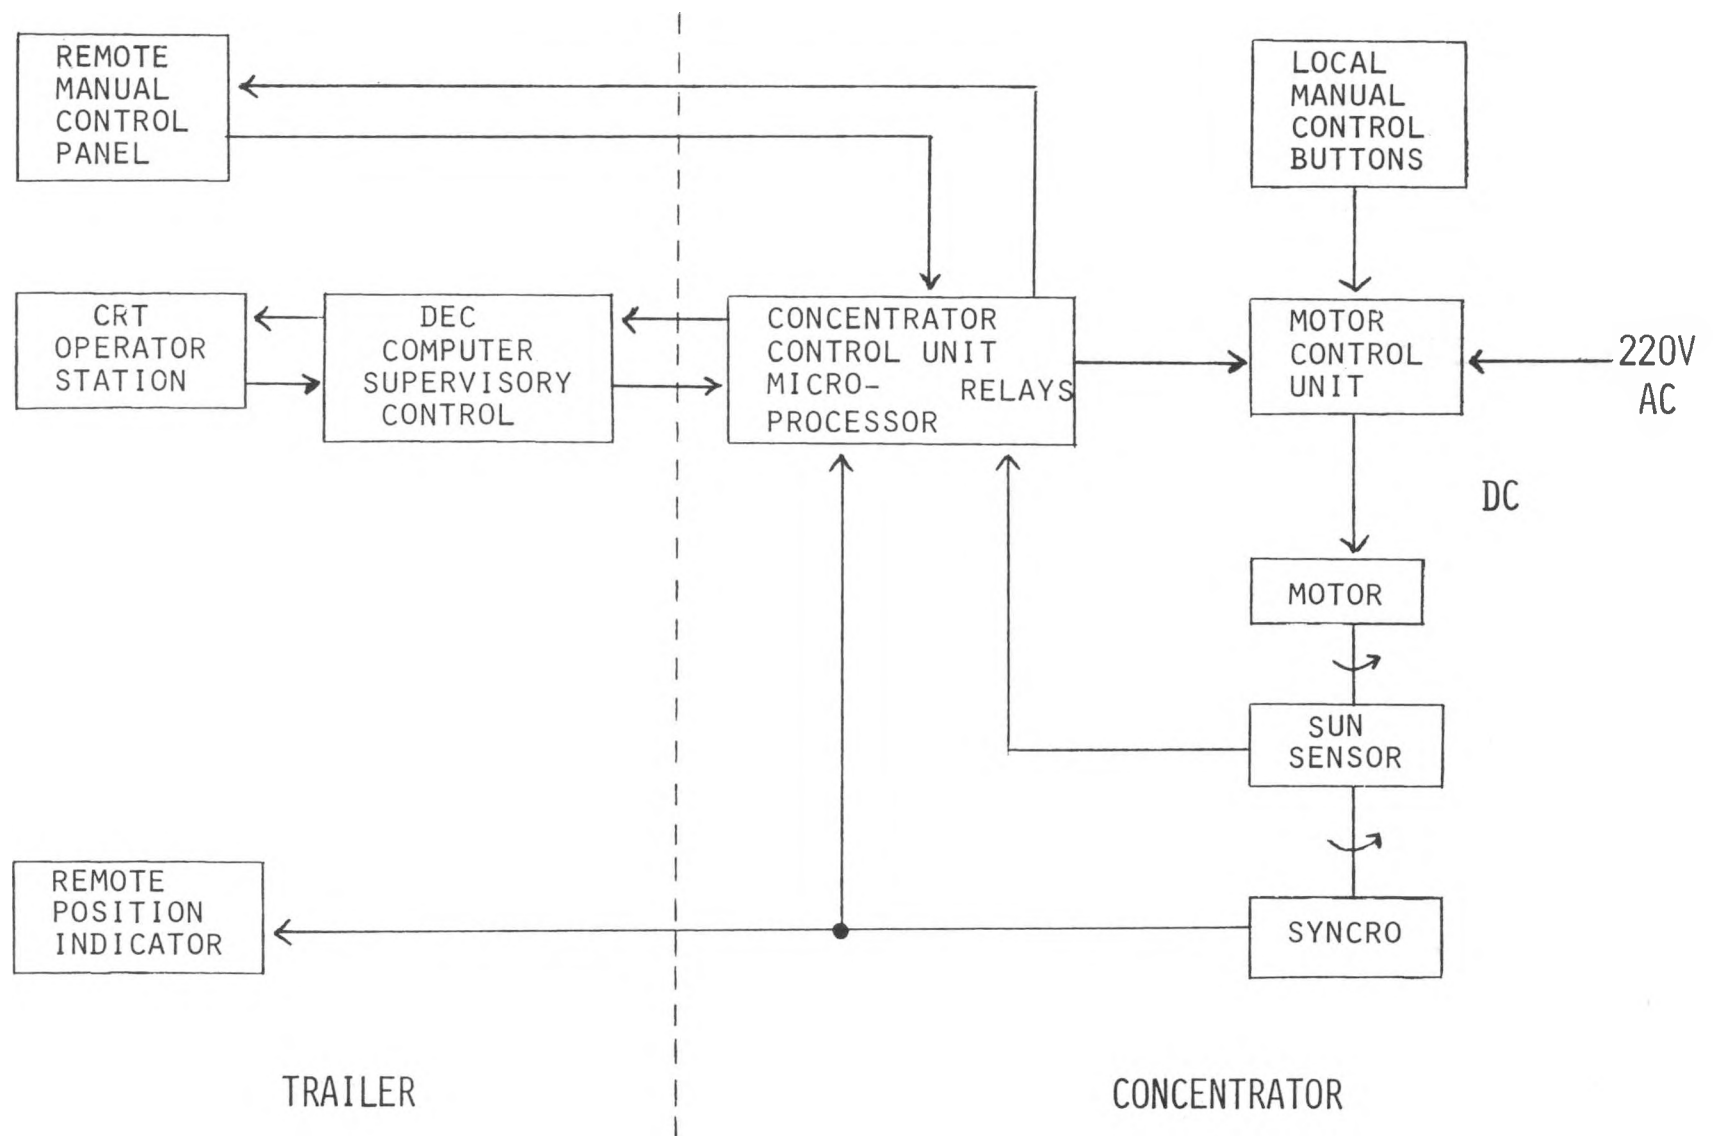 REMOTE
MANUAL
CONTROL
PANEL
LOCAL
MANUAL
CONTROL
BUTTONS
CRT
OPERATOR
STATION
DEC
COMPUTER
SUPERVISORY
CONTROL
CONCENTRATOR
CONTROL UNIT
MICRO-
PROCESSOR
RELAYS
MOTOR
CONTROL
UNIT
220V
AC
DC
MOTOR
SUN
SENSOR
REMOTE
POSITION
INDICATOR
SYNCRO
TRAILER
CONCENTRATOR